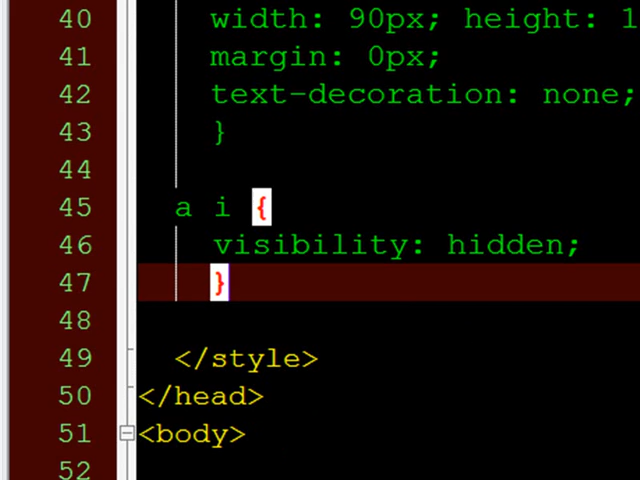 40 width: 90px; height: 1
41 margin: 0px;
42 text-decoration: none;
43 }
44
45 a i {
46 visibility: hidden;
47 }
48
49 </style>
50 </head>
51 <body>
52